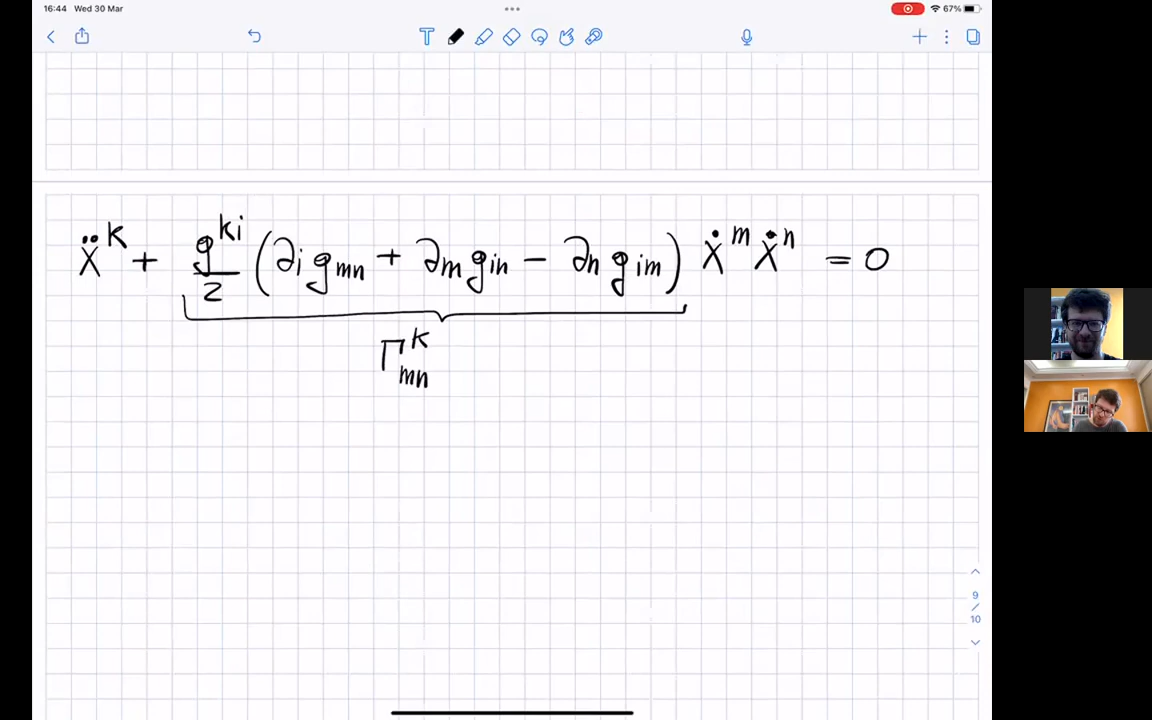 16:44 Wed 30 Mar
67%
ẍ^k + g^{ki}/2 (∂_i g_{mn} + ∂_m g_{in} − ∂_n g_{im}) ẋ^m ẋ^n = 0
Γ^k_{mn}
9
/
10